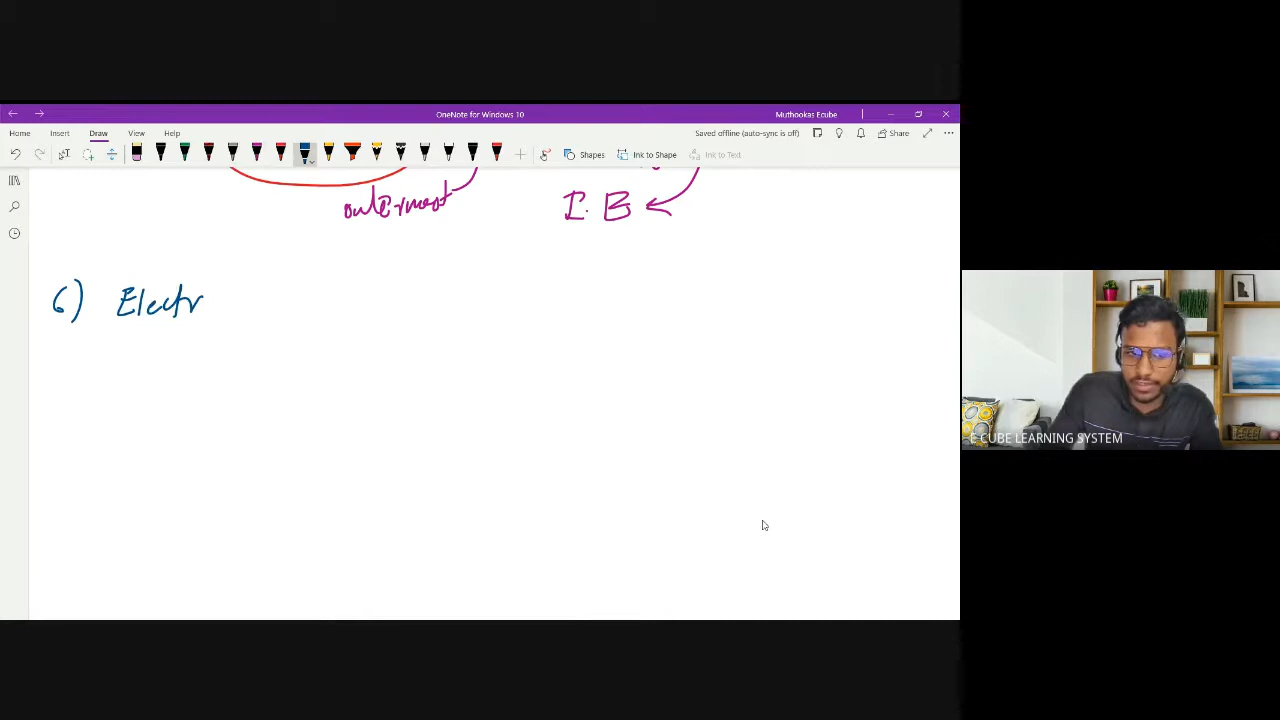 OneNote for Windows 10
Muthookas Ecube
Home Insert Draw View Help
Saved offline (auto-sync is off)
Share
Shapes
Ink to Shape
Ink to Text
outermost
I. B
6) Electr
E CUBE LEARNING SYSTEM